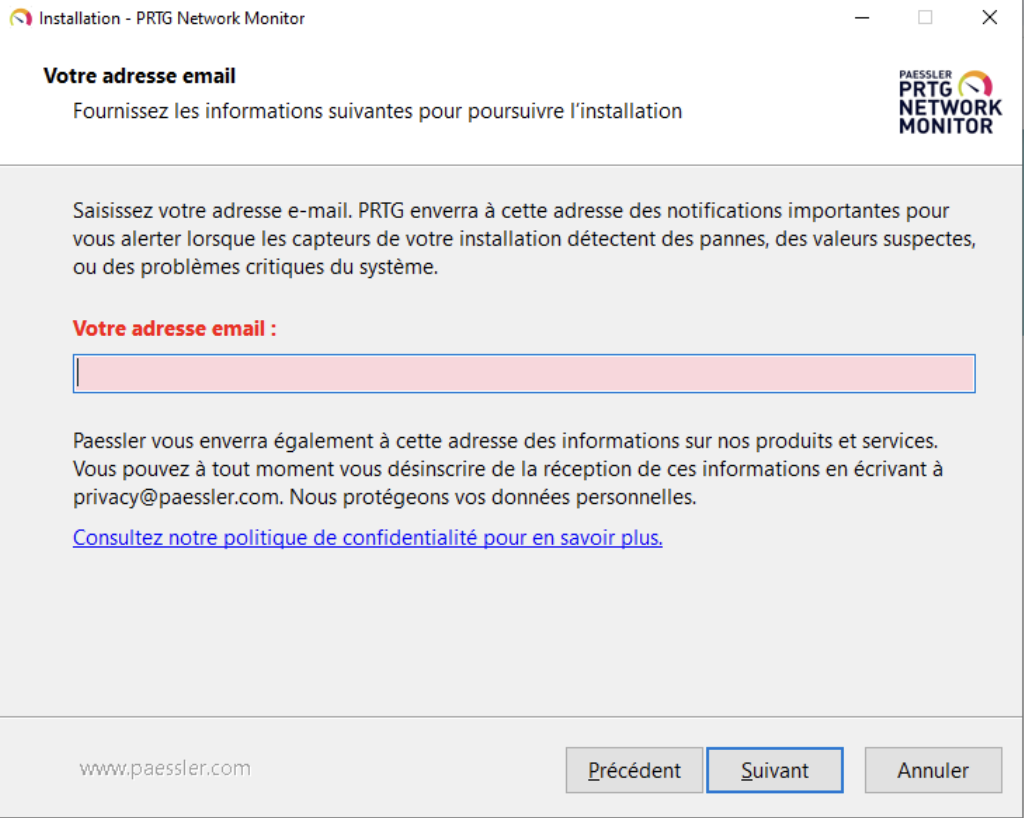 Installation - PRTG Network Monitor
Votre adresse email
Fournissez les informations suivantes pour poursuivre l'installation
PAESSLER
PRTG
NETWORK
MONITOR
Saisissez votre adresse e-mail. PRTG enverra à cette adresse des notifications importantes pour
vous alerter lorsque les capteurs de votre installation détectent des pannes, des valeurs suspectes,
ou des problèmes critiques du système.
Votre adresse email :
Paessler vous enverra également à cette adresse des informations sur nos produits et services.
Vous pouvez à tout moment vous désinscrire de la réception de ces informations en écrivant à
privacy@paessler.com. Nous protégeons vos données personnelles.
Consultez notre politique de confidentialité pour en savoir plus.
www.paessler.com
Précédent
Suivant
Annuler